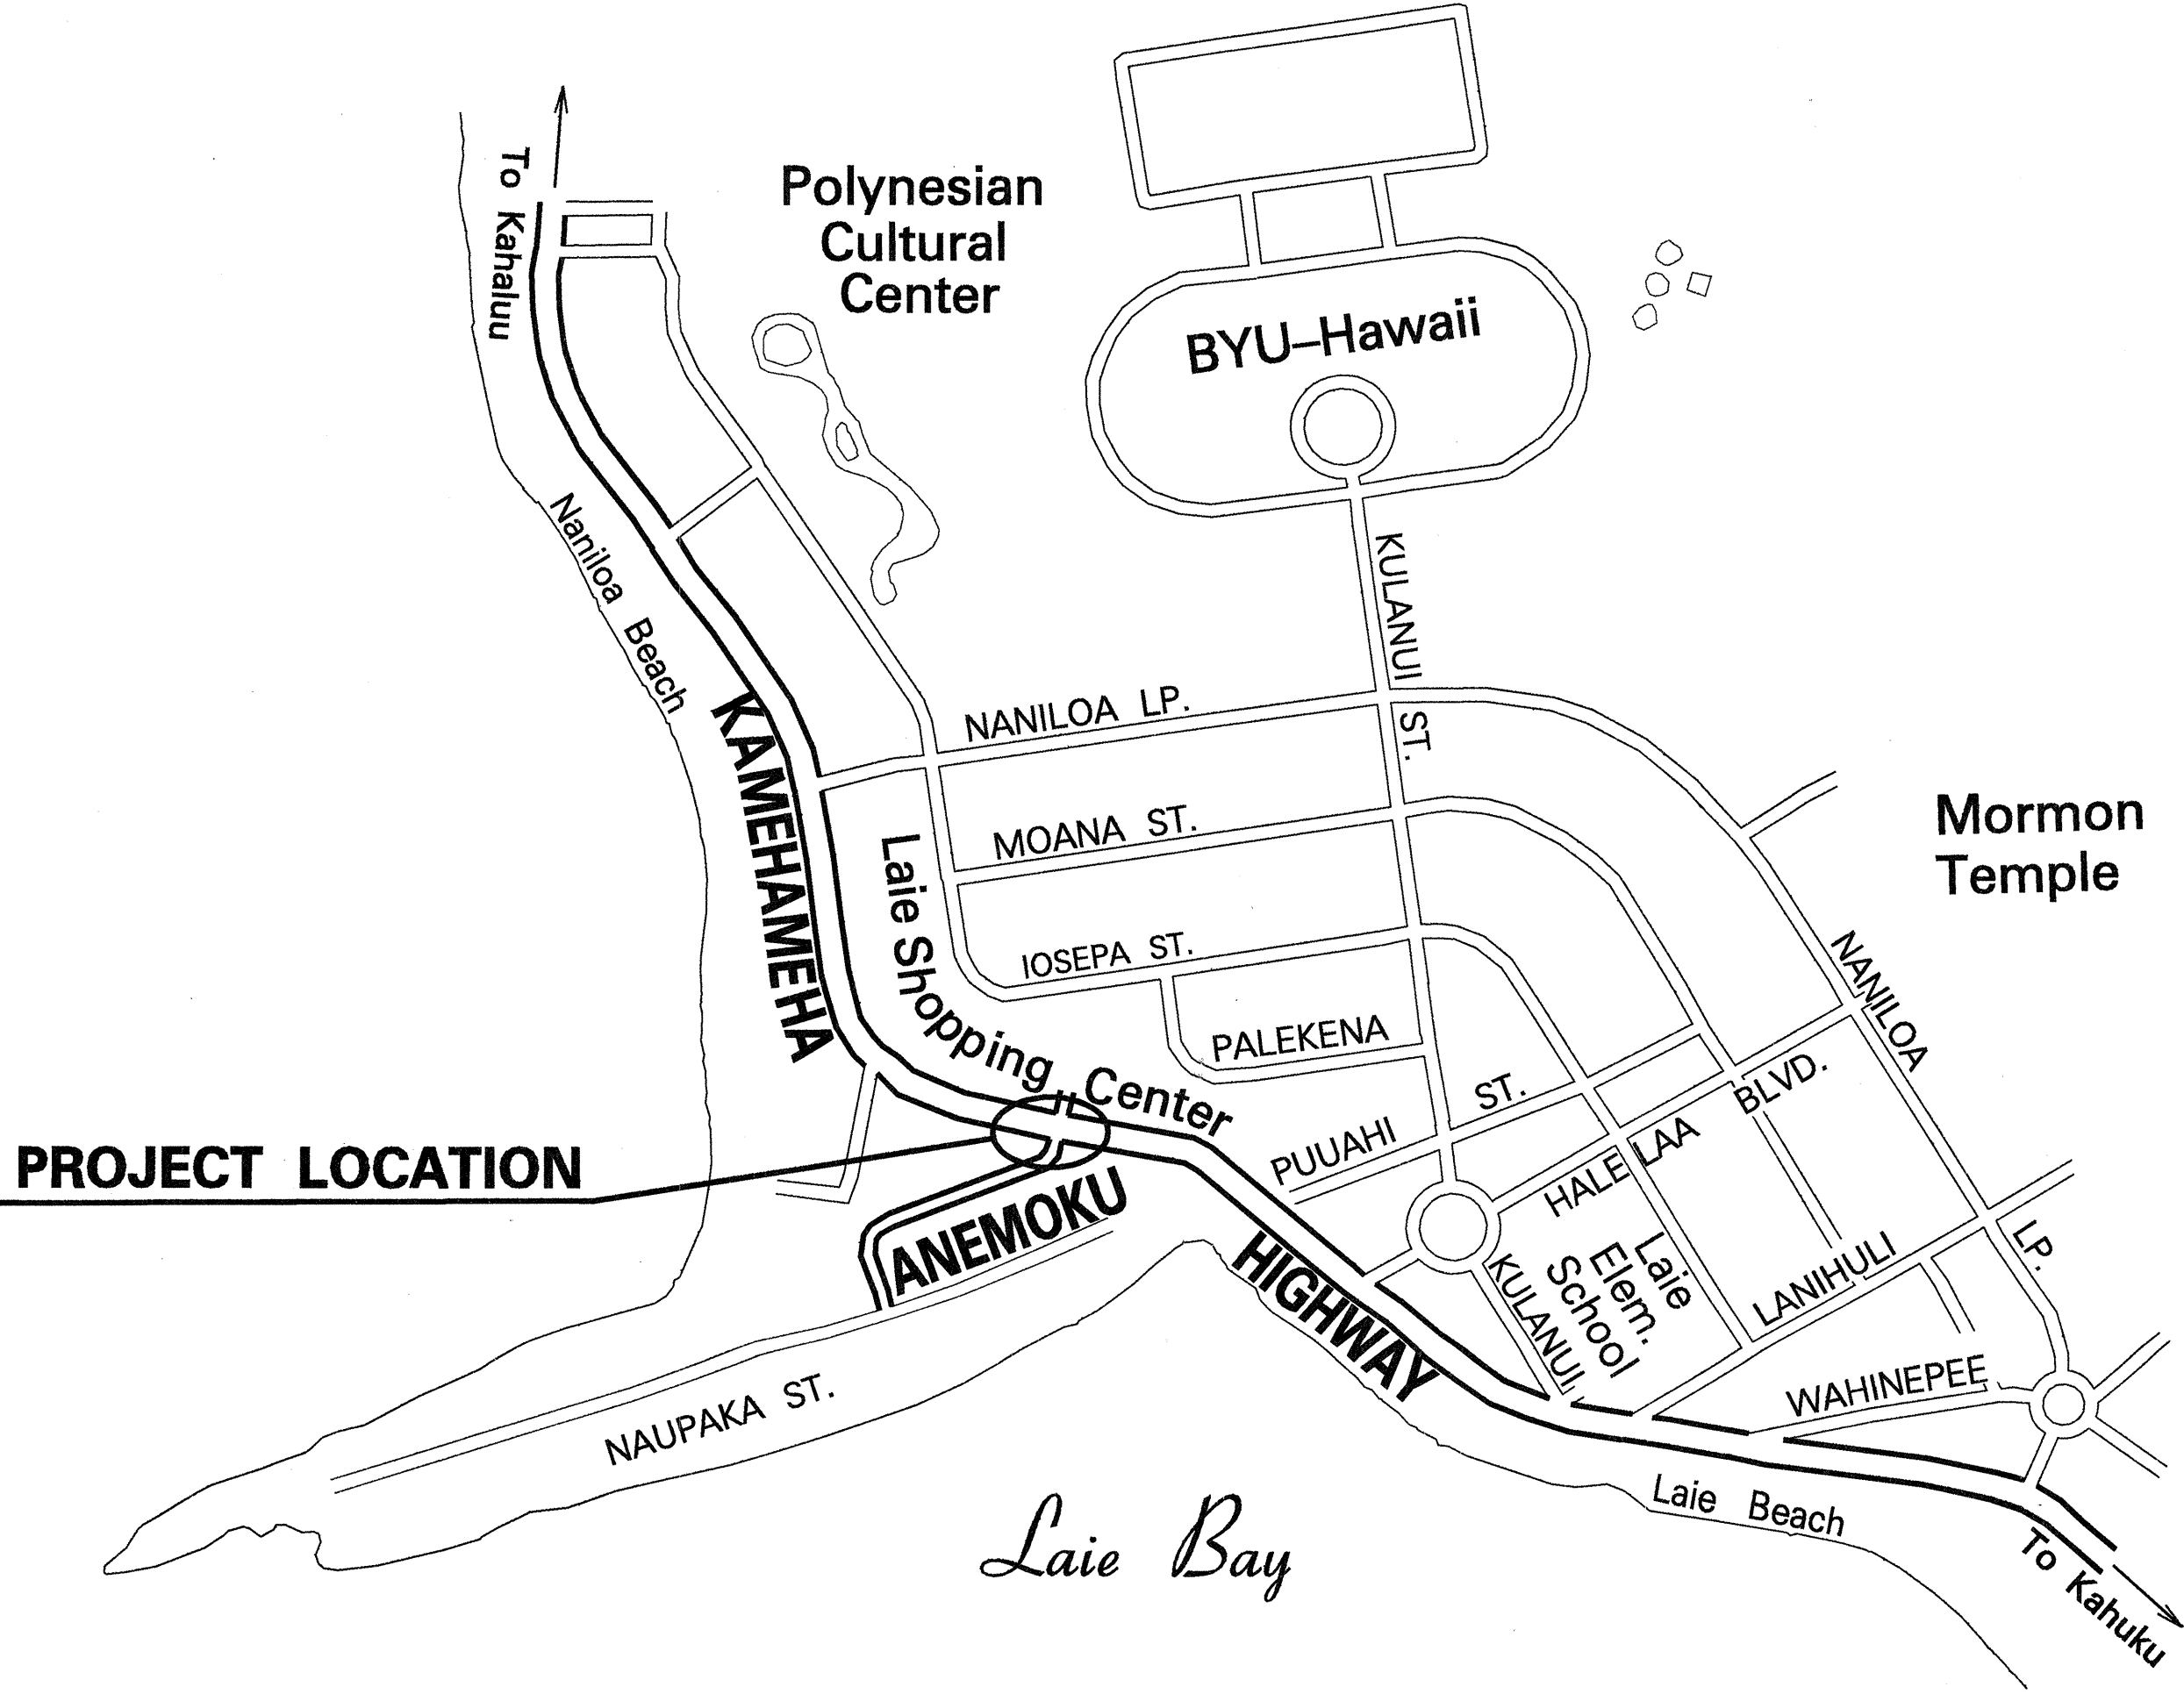 To Kahaluu
Polynesian
Cultural
Center
BYU–Hawaii
Naniloa Beach
KULANUI ST.
NANILOA LP.
KAMEHAMEHA HIGHWAY
MOANA ST.
Mormon
Temple
Laie Shopping Center
IOSEPA ST.
NANILOA LP.
PALEKENA
PUUAHI ST.
HALE LAA BLVD.
PROJECT LOCATION
ANEMOKU
KULANUI
Laie
Elem.
School
LANIHULI
WAHINEPEE
NAUPAKA ST.
Laie Bay
Laie Beach
To Kahuku